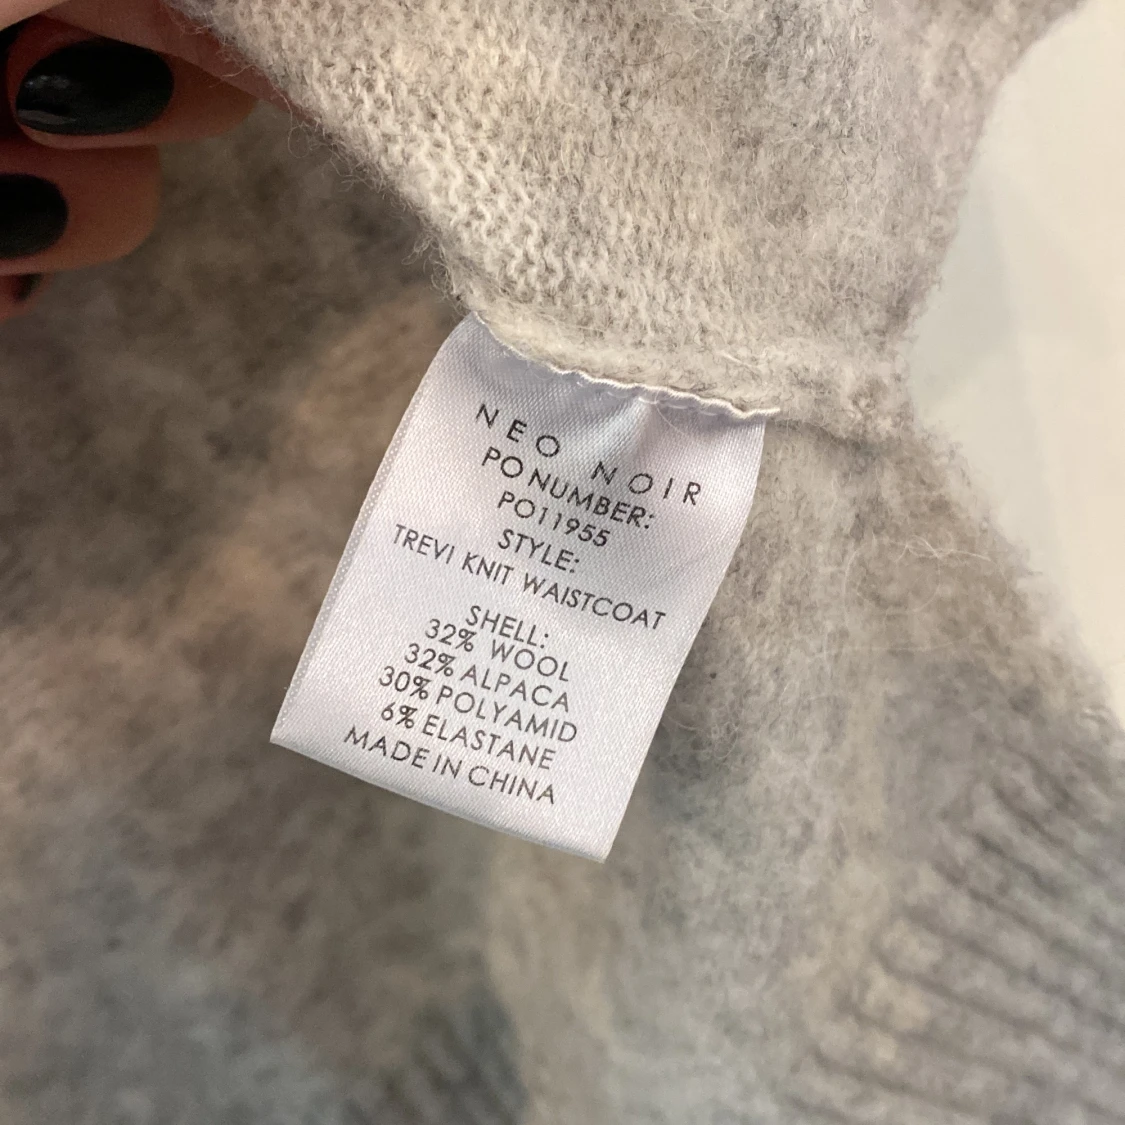 NEO NOIR
PO NUMBER:
PO11955
STYLE:
TREVI KNIT WAISTCOAT
SHELL:
32% WOOL
32% ALPACA
30% POLYAMID
6% ELASTANE
MADE IN CHINA